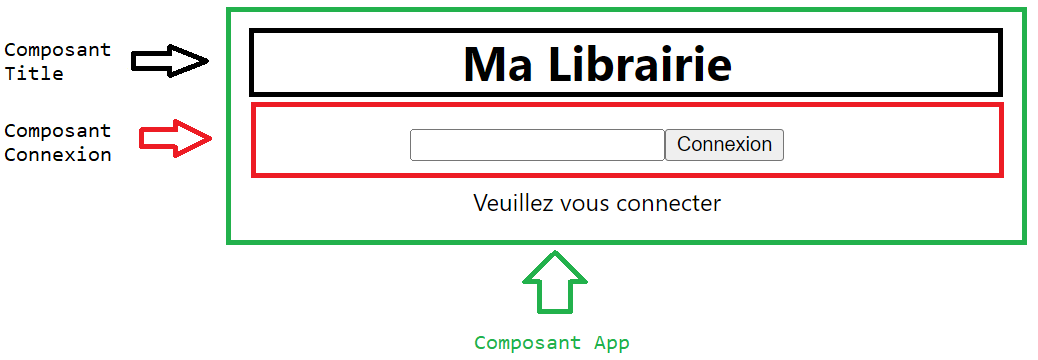 Composant
Title
Ma Librairie
Composant
Connexion
Connexion
Veuillez vous connecter
Composant App